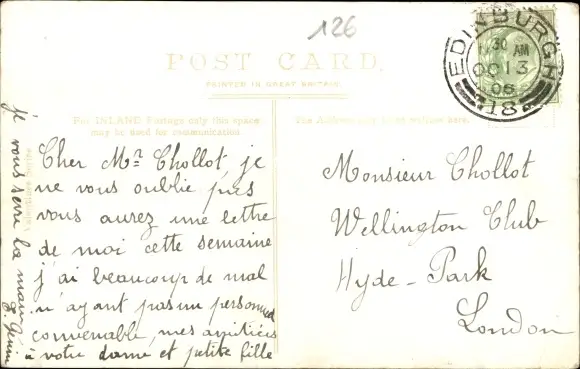 126
POST CARD.
PRINTED IN GREAT BRITAIN.
For INLAND Postage only this space
may be used for communication
The Address only to be written here.
EDINBURGH
30 AM
OC 13
06
18
Cher Mr Chollot, je
ne vous oublie pas
vous aurez une lettre
de moi cette semaine
j'ai beaucoup de mal
n'ayant pas un personnel
convenable, mes amitiés
à votre dame et petite fille
je vous serre la main
Monsieur Chollot
Wellington Club
Hyde-Park
London